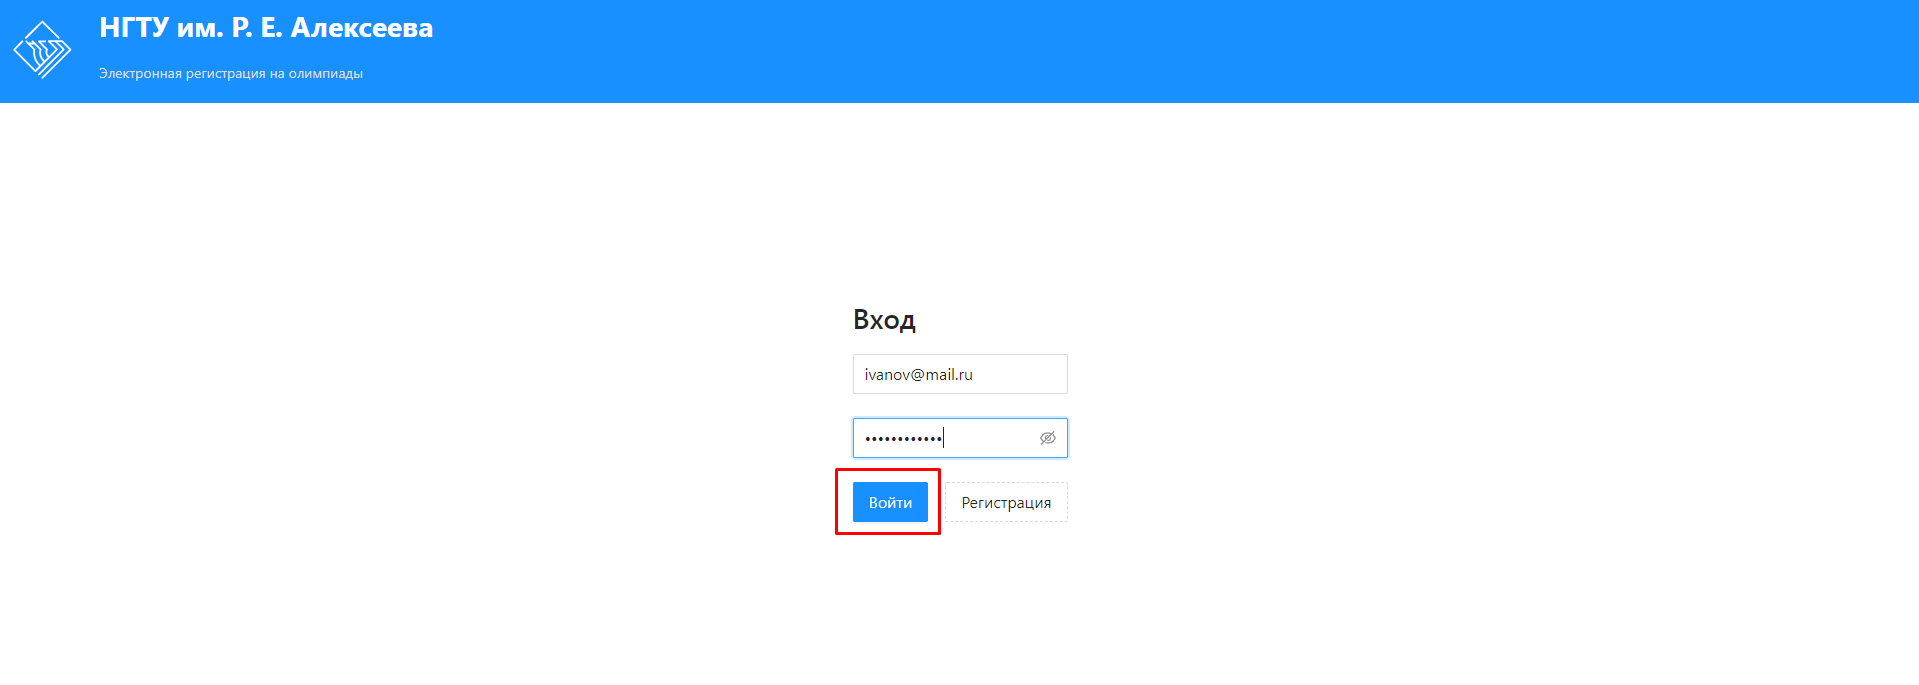 НГТУ им. Р. Е. Алексеева
Электронная регистрация на олимпиады
Вход
ivanov@mail.ru
••••••••••••
Войти
Регистрация